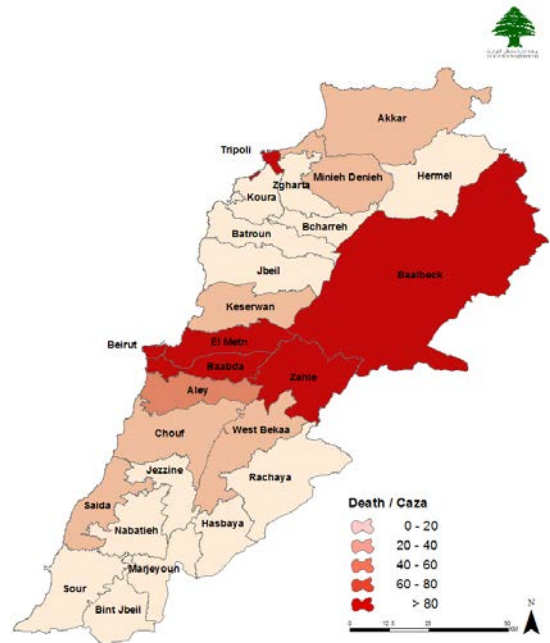 Akkar
Tripoli
Zgharta
Minieh Denieh
Hermel
Koura
Batroun
Bcharreh
Jbeil
Baalbeck
Keserwan
Beirut
El Metn
Baabda
Zahle
Aley
Chouf
West Bekaa
Jezzine
Rachaya
Saida
Nabatieh
Hasbaya
Marjeyoun
Sour
Bint Jbeil
Death / Caza
0 - 20
20 - 40
40 - 60
60 - 80
> 80
N
0 12.5 25